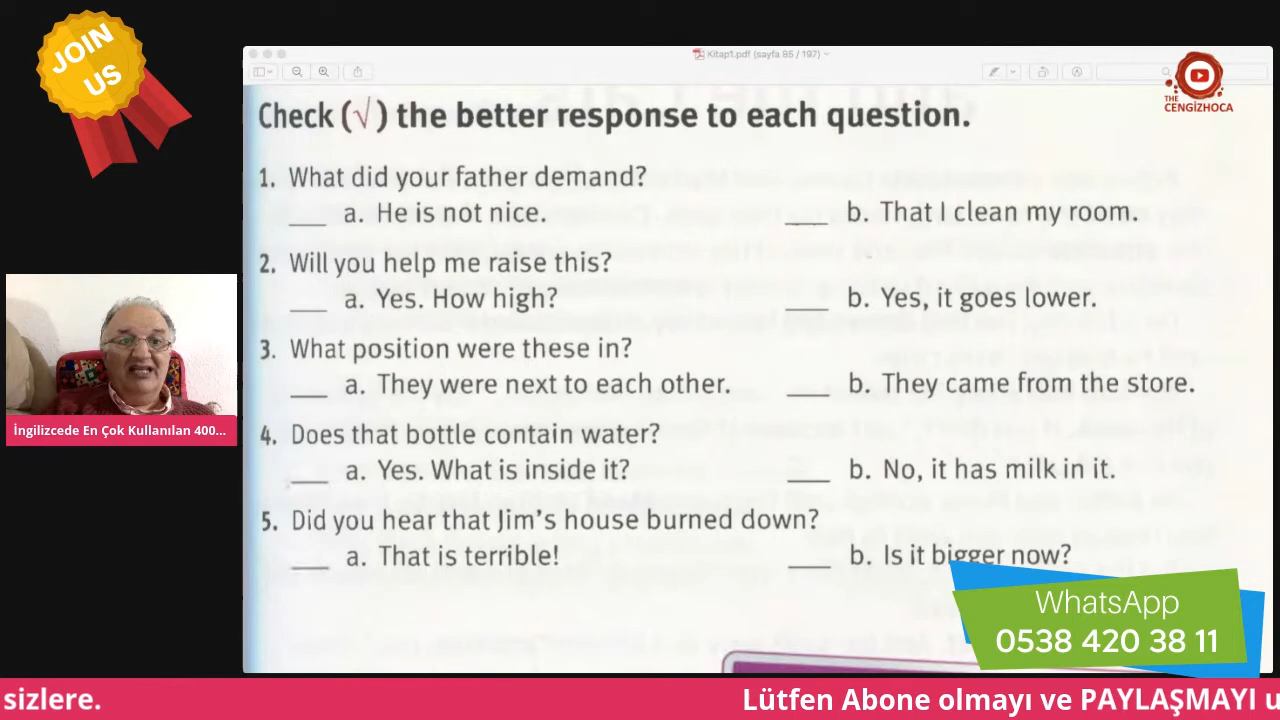 JOIN
US
Kitap1.pdf (sayfa 85 / 197)
THE
CENGİZHOCA
Check (√) the better response to each question.
1. What did your father demand?
___ a. He is not nice. ___ b. That I clean my room.
2. Will you help me raise this?
___ a. Yes. How high? ___ b. Yes, it goes lower.
3. What position were these in?
___ a. They were next to each other. ___ b. They came from the store.
4. Does that bottle contain water?
___ a. Yes. What is inside it? ___ b. No, it has milk in it.
5. Did you hear that Jim's house burned down?
___ a. That is terrible! ___ b. Is it bigger now?
İngilizcede En Çok Kullanılan 400...
WhatsApp
0538 420 38 11
sizlere. Lütfen Abone olmayı ve PAYLAŞMAYI u